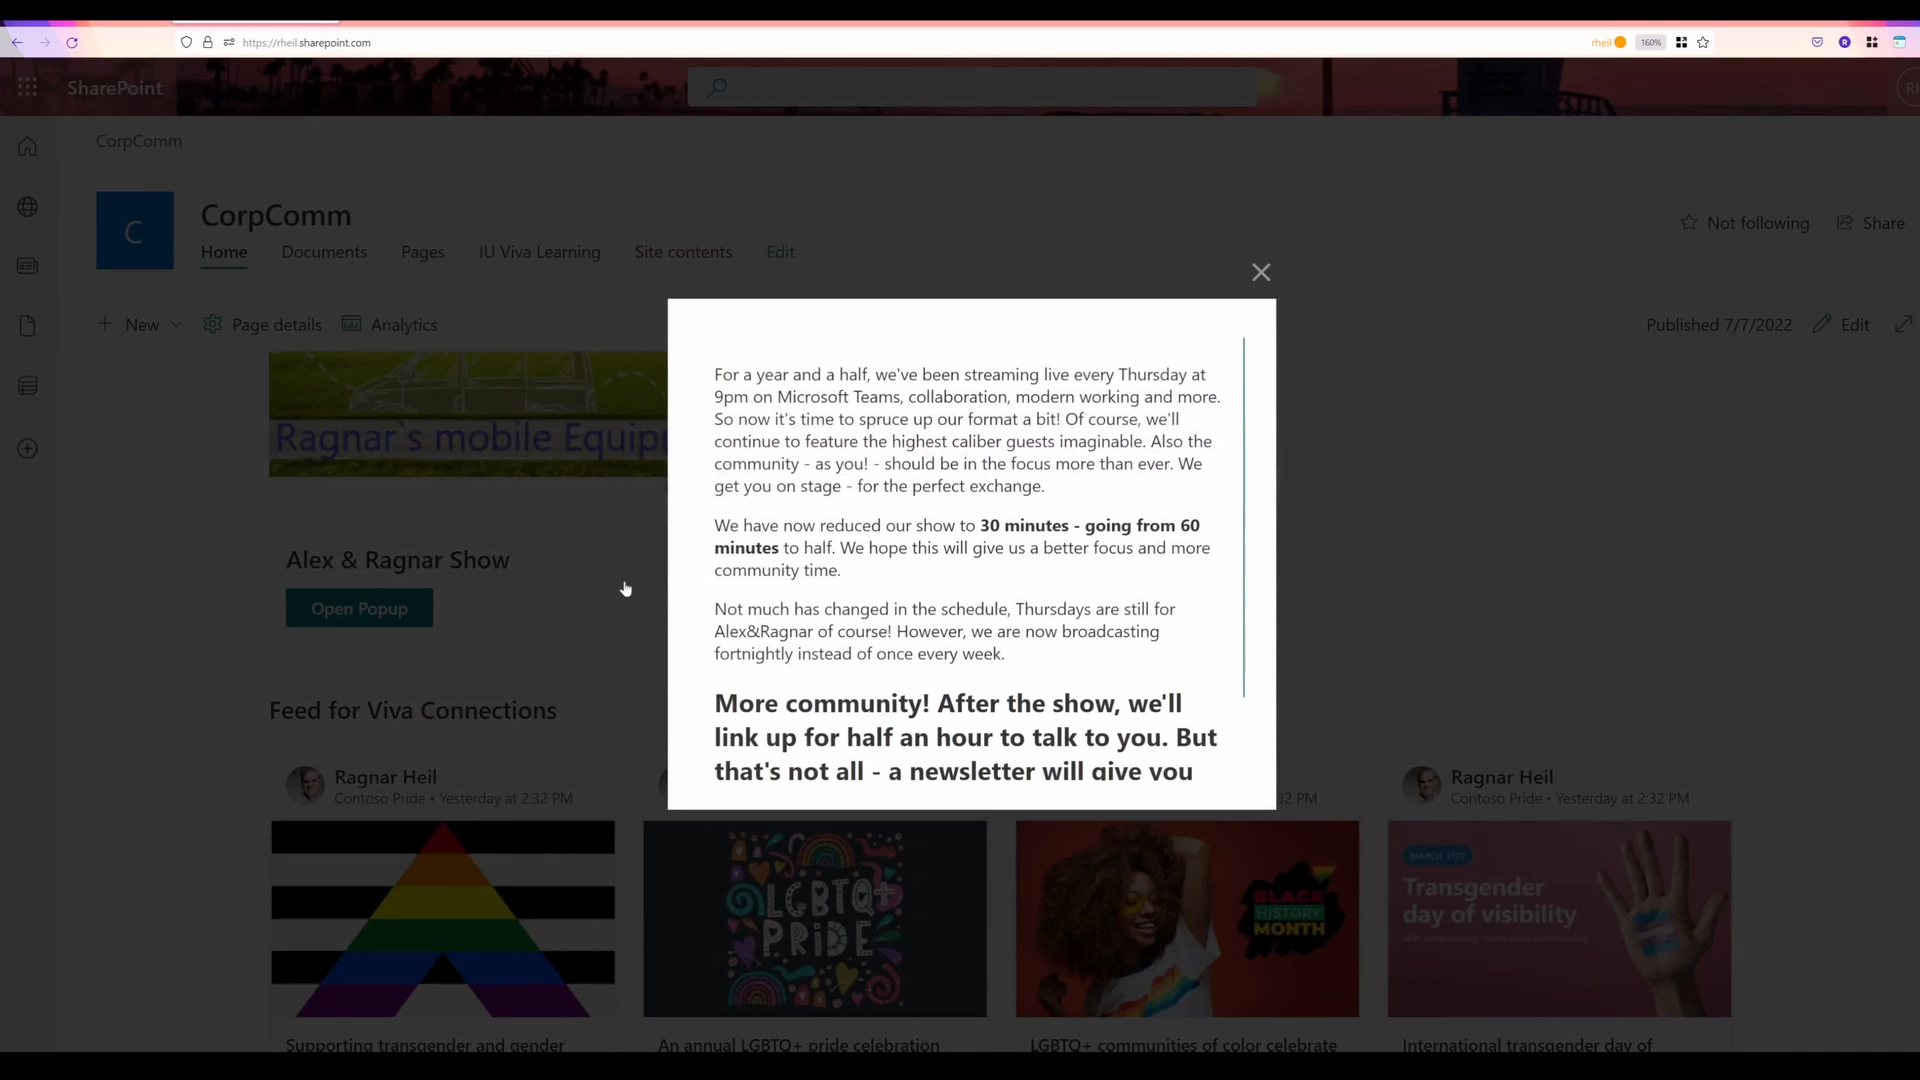 https://rheil.sharepoint.com
rheil
160%
SharePoint
CorpComm
C
CorpComm
Home
Documents
Pages
IU Viva Learning
Site contents
Edit
Not following
Share
New
Page details
Analytics
Published 7/7/2022
Edit
Ragnar`s mobile Equip
Alex & Ragnar Show
Open Popup
For a year and a half, we've been streaming live every Thursday at
9pm on Microsoft Teams, collaboration, modern working and more.
So now it's time to spruce up our format a bit! Of course, we'll
continue to feature the highest caliber guests imaginable. Also the
community - as you! - should be in the focus more than ever. We
get you on stage - for the perfect exchange.
We have now reduced our show to 30 minutes - going from 60
minutes to half. We hope this will give us a better focus and more
community time.
Not much has changed in the schedule, Thursdays are still for
Alex&Ragnar of course! However, we are now broadcasting
fortnightly instead of once every week.
More community! After the show, we'll
link up for half an hour to talk to you. But
that's not all - a newsletter will give you
Feed for Viva Connections
Ragnar Heil
Contoso Pride • Yesterday at 2:32 PM
32 PM
Ragnar Heil
Contoso Pride • Yesterday at 2:32 PM
LGBTQ+
PRIDE
BLACK
HISTORY
MONTH
MARCH 31ST
Transgender
day of visibility
Supporting transgender and gender
An annual LGBTQ+ pride celebration
LGBTQ+ communities of color celebrate
International transgender day of